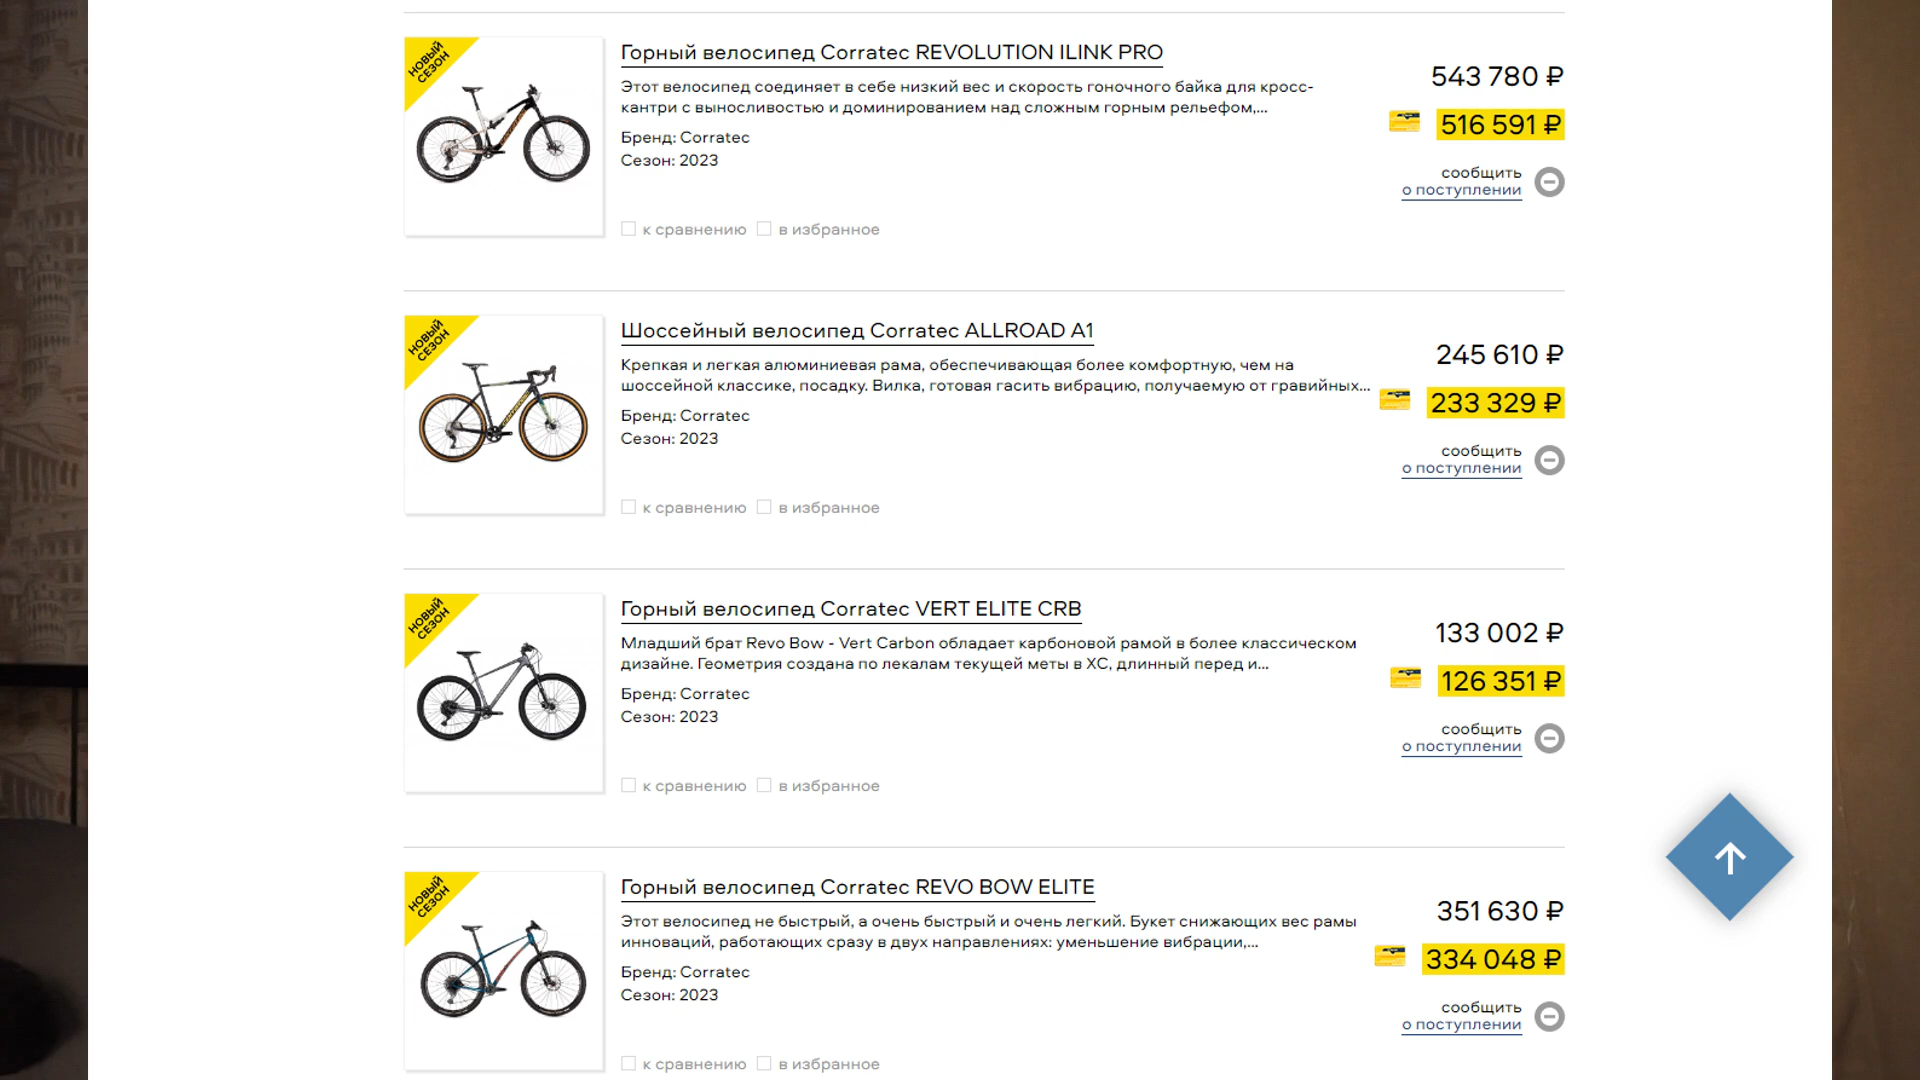 НОВЫЙ
СЕЗОН
Горный велосипед Corratec REVOLUTION ILINK PRO
Этот велосипед соединяет в себе низкий вес и скорость гоночного байка для кросс-
кантри с выносливостью и доминированием над сложным горным рельефом,...
Бренд: Corratec
Сезон: 2023
к сравнению
в избранное
543 780 ₽
516 591 ₽
сообщить
о поступлении
НОВЫЙ
СЕЗОН
Шоссейный велосипед Corratec ALLROAD A1
Крепкая и легкая алюминиевая рама, обеспечивающая более комфортную, чем на
шоссейной классике, посадку. Вилка, готовая гасить вибрацию, получаемую от гравийных...
Бренд: Corratec
Сезон: 2023
к сравнению
в избранное
245 610 ₽
233 329 ₽
сообщить
о поступлении
НОВЫЙ
СЕЗОН
Горный велосипед Corratec VERT ELITE CRB
Младший брат Revo Bow - Vert Carbon обладает карбоновой рамой в более классическом
дизайне. Геометрия создана по лекалам текущей меты в XC, длинный перед и...
Бренд: Corratec
Сезон: 2023
к сравнению
в избранное
133 002 ₽
126 351 ₽
сообщить
о поступлении
НОВЫЙ
СЕЗОН
Горный велосипед Corratec REVO BOW ELITE
Этот велосипед не быстрый, а очень быстрый и очень легкий. Букет снижающих вес рамы
инноваций, работающих сразу в двух направлениях: уменьшение вибрации,...
Бренд: Corratec
Сезон: 2023
к сравнению
в избранное
351 630 ₽
334 048 ₽
сообщить
о поступлении